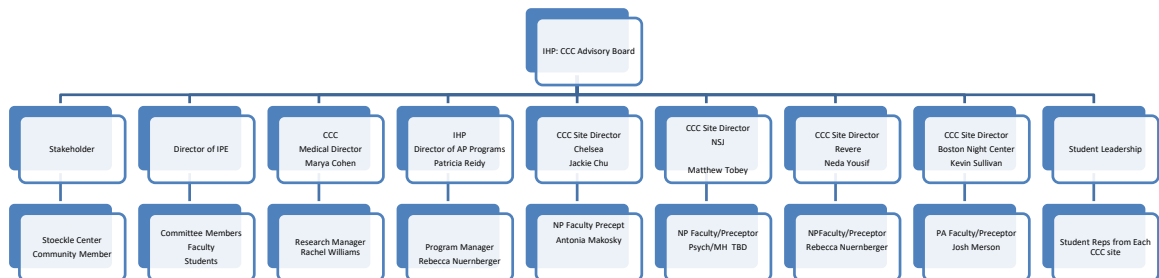 IHP: CCC Advisory Board
Stakeholder
Director of IPE
CCC
Medical Director
Marya Cohen
IHP
Director of AP Programs
Patricia Reidy
CCC Site Director
Chelsea
Jackie Chu
CCC Site Director
NSJ
Matthew Tobey
CCC Site Director
Revere
Neda Yousif
CCC Site Director
Boston Night Center
Kevin Sullivan
Student Leadership
Stoeckle Center
Community Member
Committee Members
Faculty
Students
Research Manager
Rachel Williams
Program Manager
Rebecca Nuernberger
NP Faculty Precept
Antonia Makosky
NP Faculty/Preceptor
Psych/MH TBD
NPFaculty/Preceptor
Rebecca Nuernberger
PA Faculty/Preceptor
Josh Merson
Student Reps from Each
CCC site